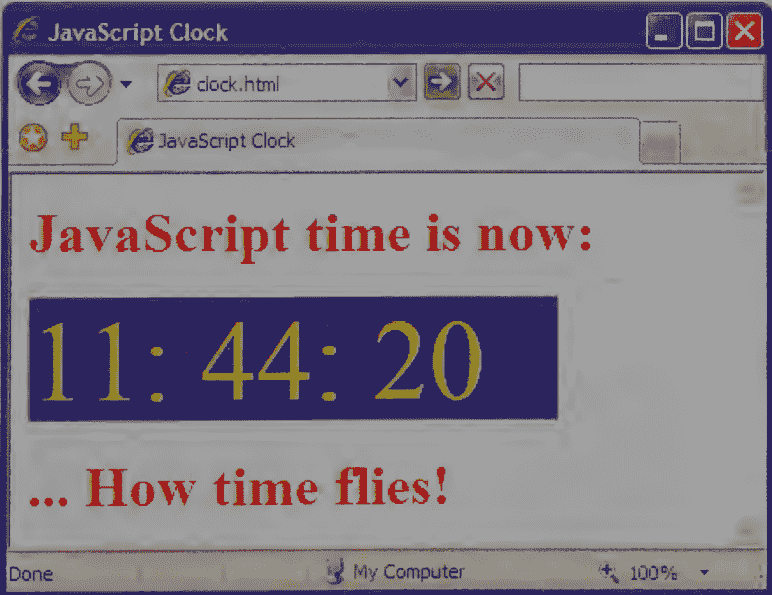 JavaScript Clock
clock.html
JavaScript Clock
JavaScript time is now:
11: 44: 20
... How time flies!
Done
My Computer
100%